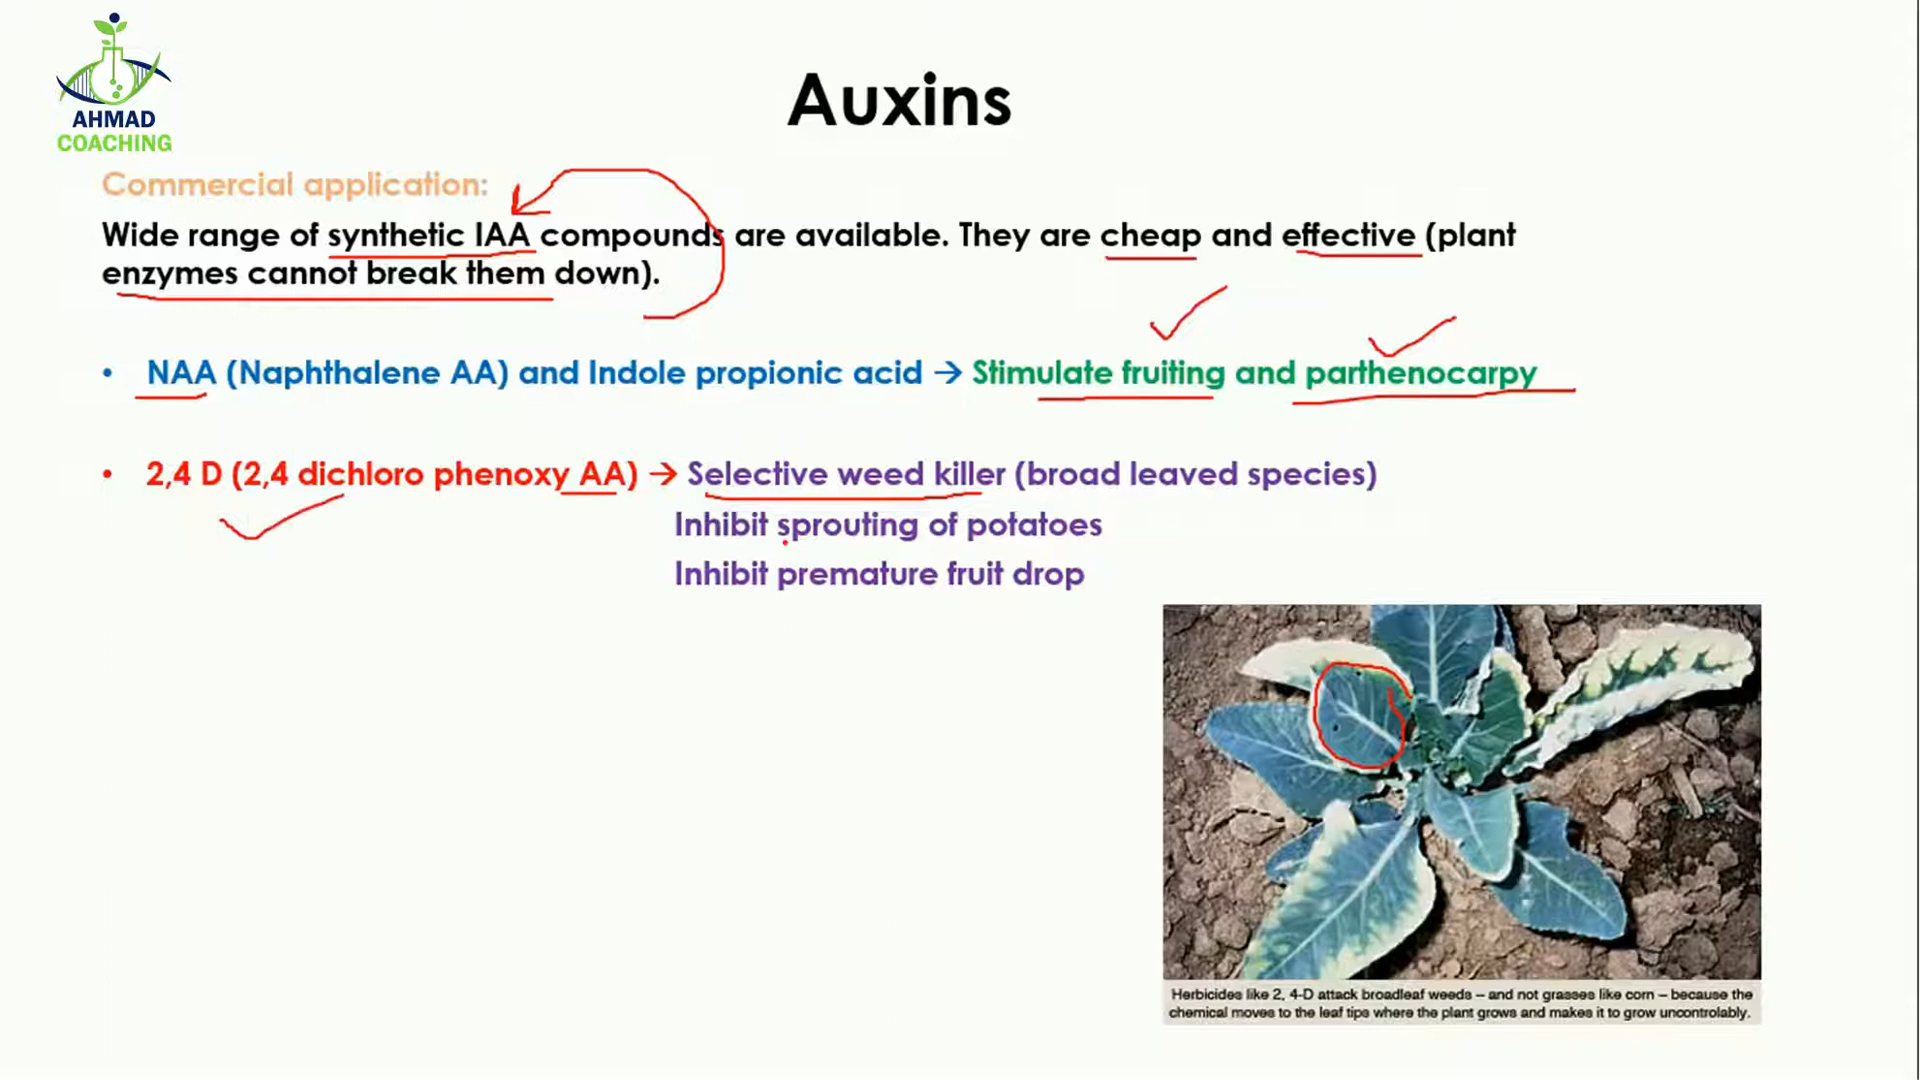 AHMAD
COACHING
Auxins
Commercial application:
Wide range of synthetic IAA compounds are available. They are cheap and effective (plant
enzymes cannot break them down).
• NAA (Naphthalene AA) and Indole propionic acid → Stimulate fruiting and parthenocarpy
• 2,4 D (2,4 dichloro phenoxy AA) → Selective weed killer (broad leaved species)
Inhibit sprouting of potatoes
Inhibit premature fruit drop
Herbicides like 2, 4-D attack broadleaf weeds – and not grasses like corn – because the
chemical moves to the leaf tips where the plant grows and makes it to grow uncontrolably.